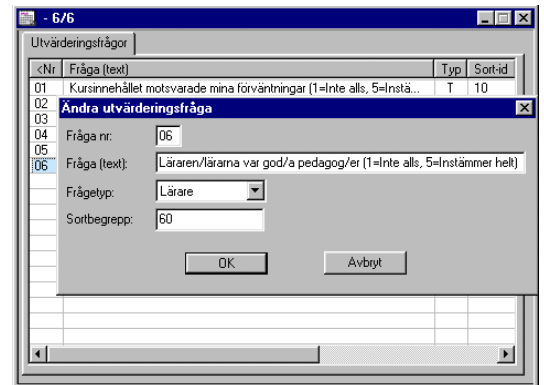 - 6/6
Utvärderingsfrågor
<Nr Fråga (text) Typ Sort-id
01 Kursinnehållet motsvarade mina förväntningar (1=Inte alls, 5=Instä... T 10
02
Ändra utvärderingsfråga
03
04
Fråga nr: 06
05
06
Fråga (text): Läraren/lärarna var god/a pedagog/er (1=Inte alls, 5=Instämmer helt)
Frågetyp: Lärare
Sortbegrepp: 60
OK Avbryt